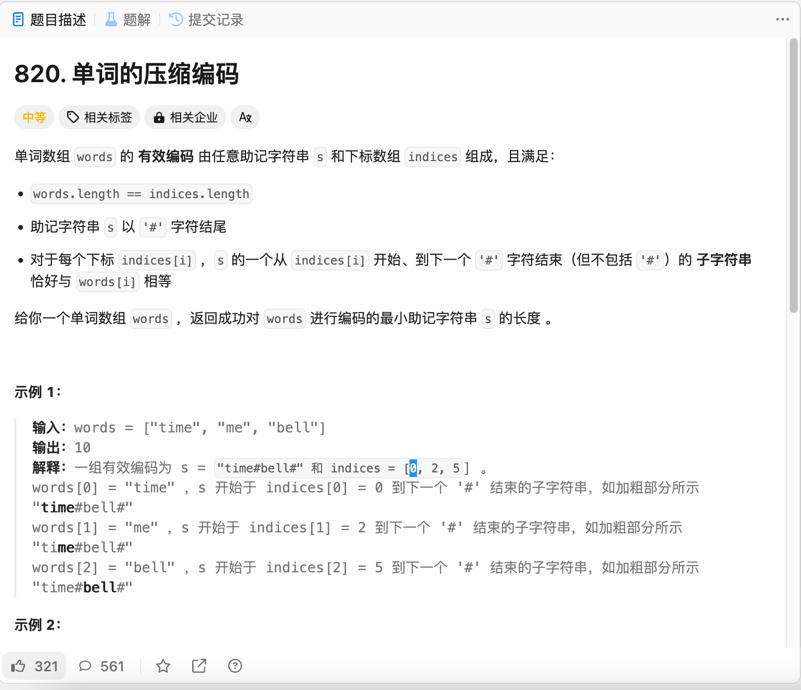 题目描述 题解 提交记录
820. 单词的压缩编码
中等 相关标签 相关企业 Ax
单词数组 words 的 有效编码 由任意助记字符串 s 和下标数组 indices 组成，且满足：
• words.length == indices.length
• 助记字符串 s 以 '#' 字符结尾
• 对于每个下标 indices[i] ，s 的一个从 indices[i] 开始、到下一个 '#' 字符结束（但不包括 '#'）的 子字符串
恰好与 words[i] 相等
给你一个单词数组 words ，返回成功对 words 进行编码的最小助记字符串 s 的长度 。
示例 1：
输入：words = ["time", "me", "bell"]
输出：10
解释：一组有效编码为 s = "time#bell#" 和 indices = [0, 2, 5] 。
words[0] = "time" ，s 开始于 indices[0] = 0 到下一个 '#' 结束的子字符串，如加粗部分所示
"time#bell#"
words[1] = "me" ，s 开始于 indices[1] = 2 到下一个 '#' 结束的子字符串，如加粗部分所示
"time#bell#"
words[2] = "bell" ，s 开始于 indices[2] = 5 到下一个 '#' 结束的子字符串，如加粗部分所示
"time#bell#"
示例 2：
321 561